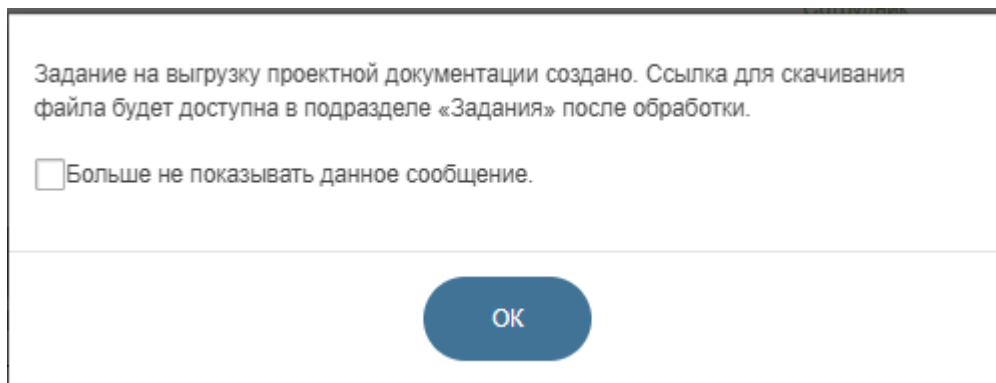 Сотрудник
Задание на выгрузку проектной документации создано. Ссылка для скачивания
файла будет доступна в подразделе «Задания» после обработки.
Больше не показывать данное сообщение.
ОК